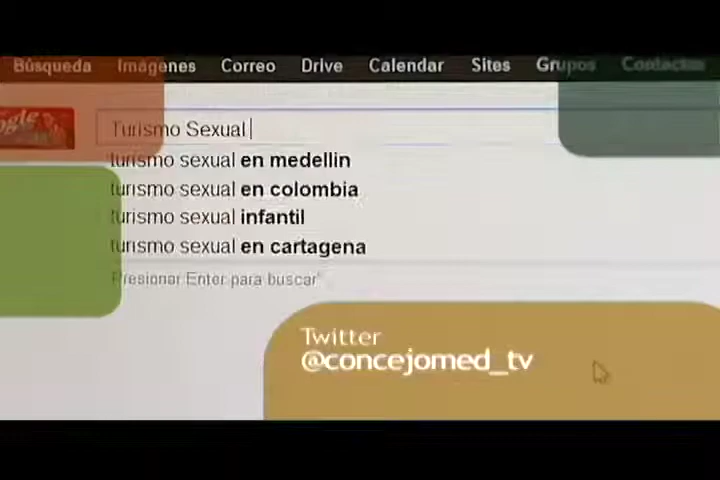 Búsqueda Imágenes Correo Drive Calendar Sites Grupos Contactos
Turismo Sexual
turismo sexual en medellin
turismo sexual en colombia
turismo sexual infantil
turismo sexual en cartagena
Presionar Enter para buscar
Twitter
@concejomed_tv